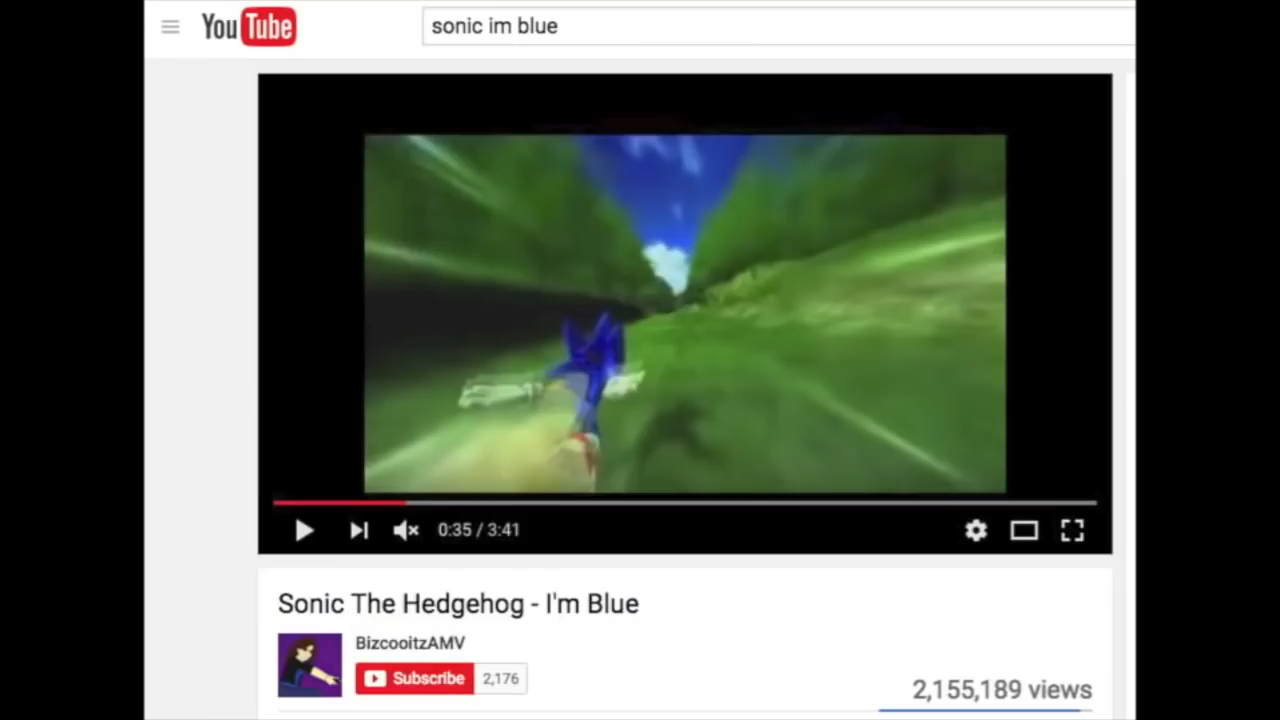 YouTube
sonic im blue
0:35 / 3:41
Sonic The Hedgehog - I'm Blue
BizcooitzAMV
Subscribe 2,176
2,155,189 views